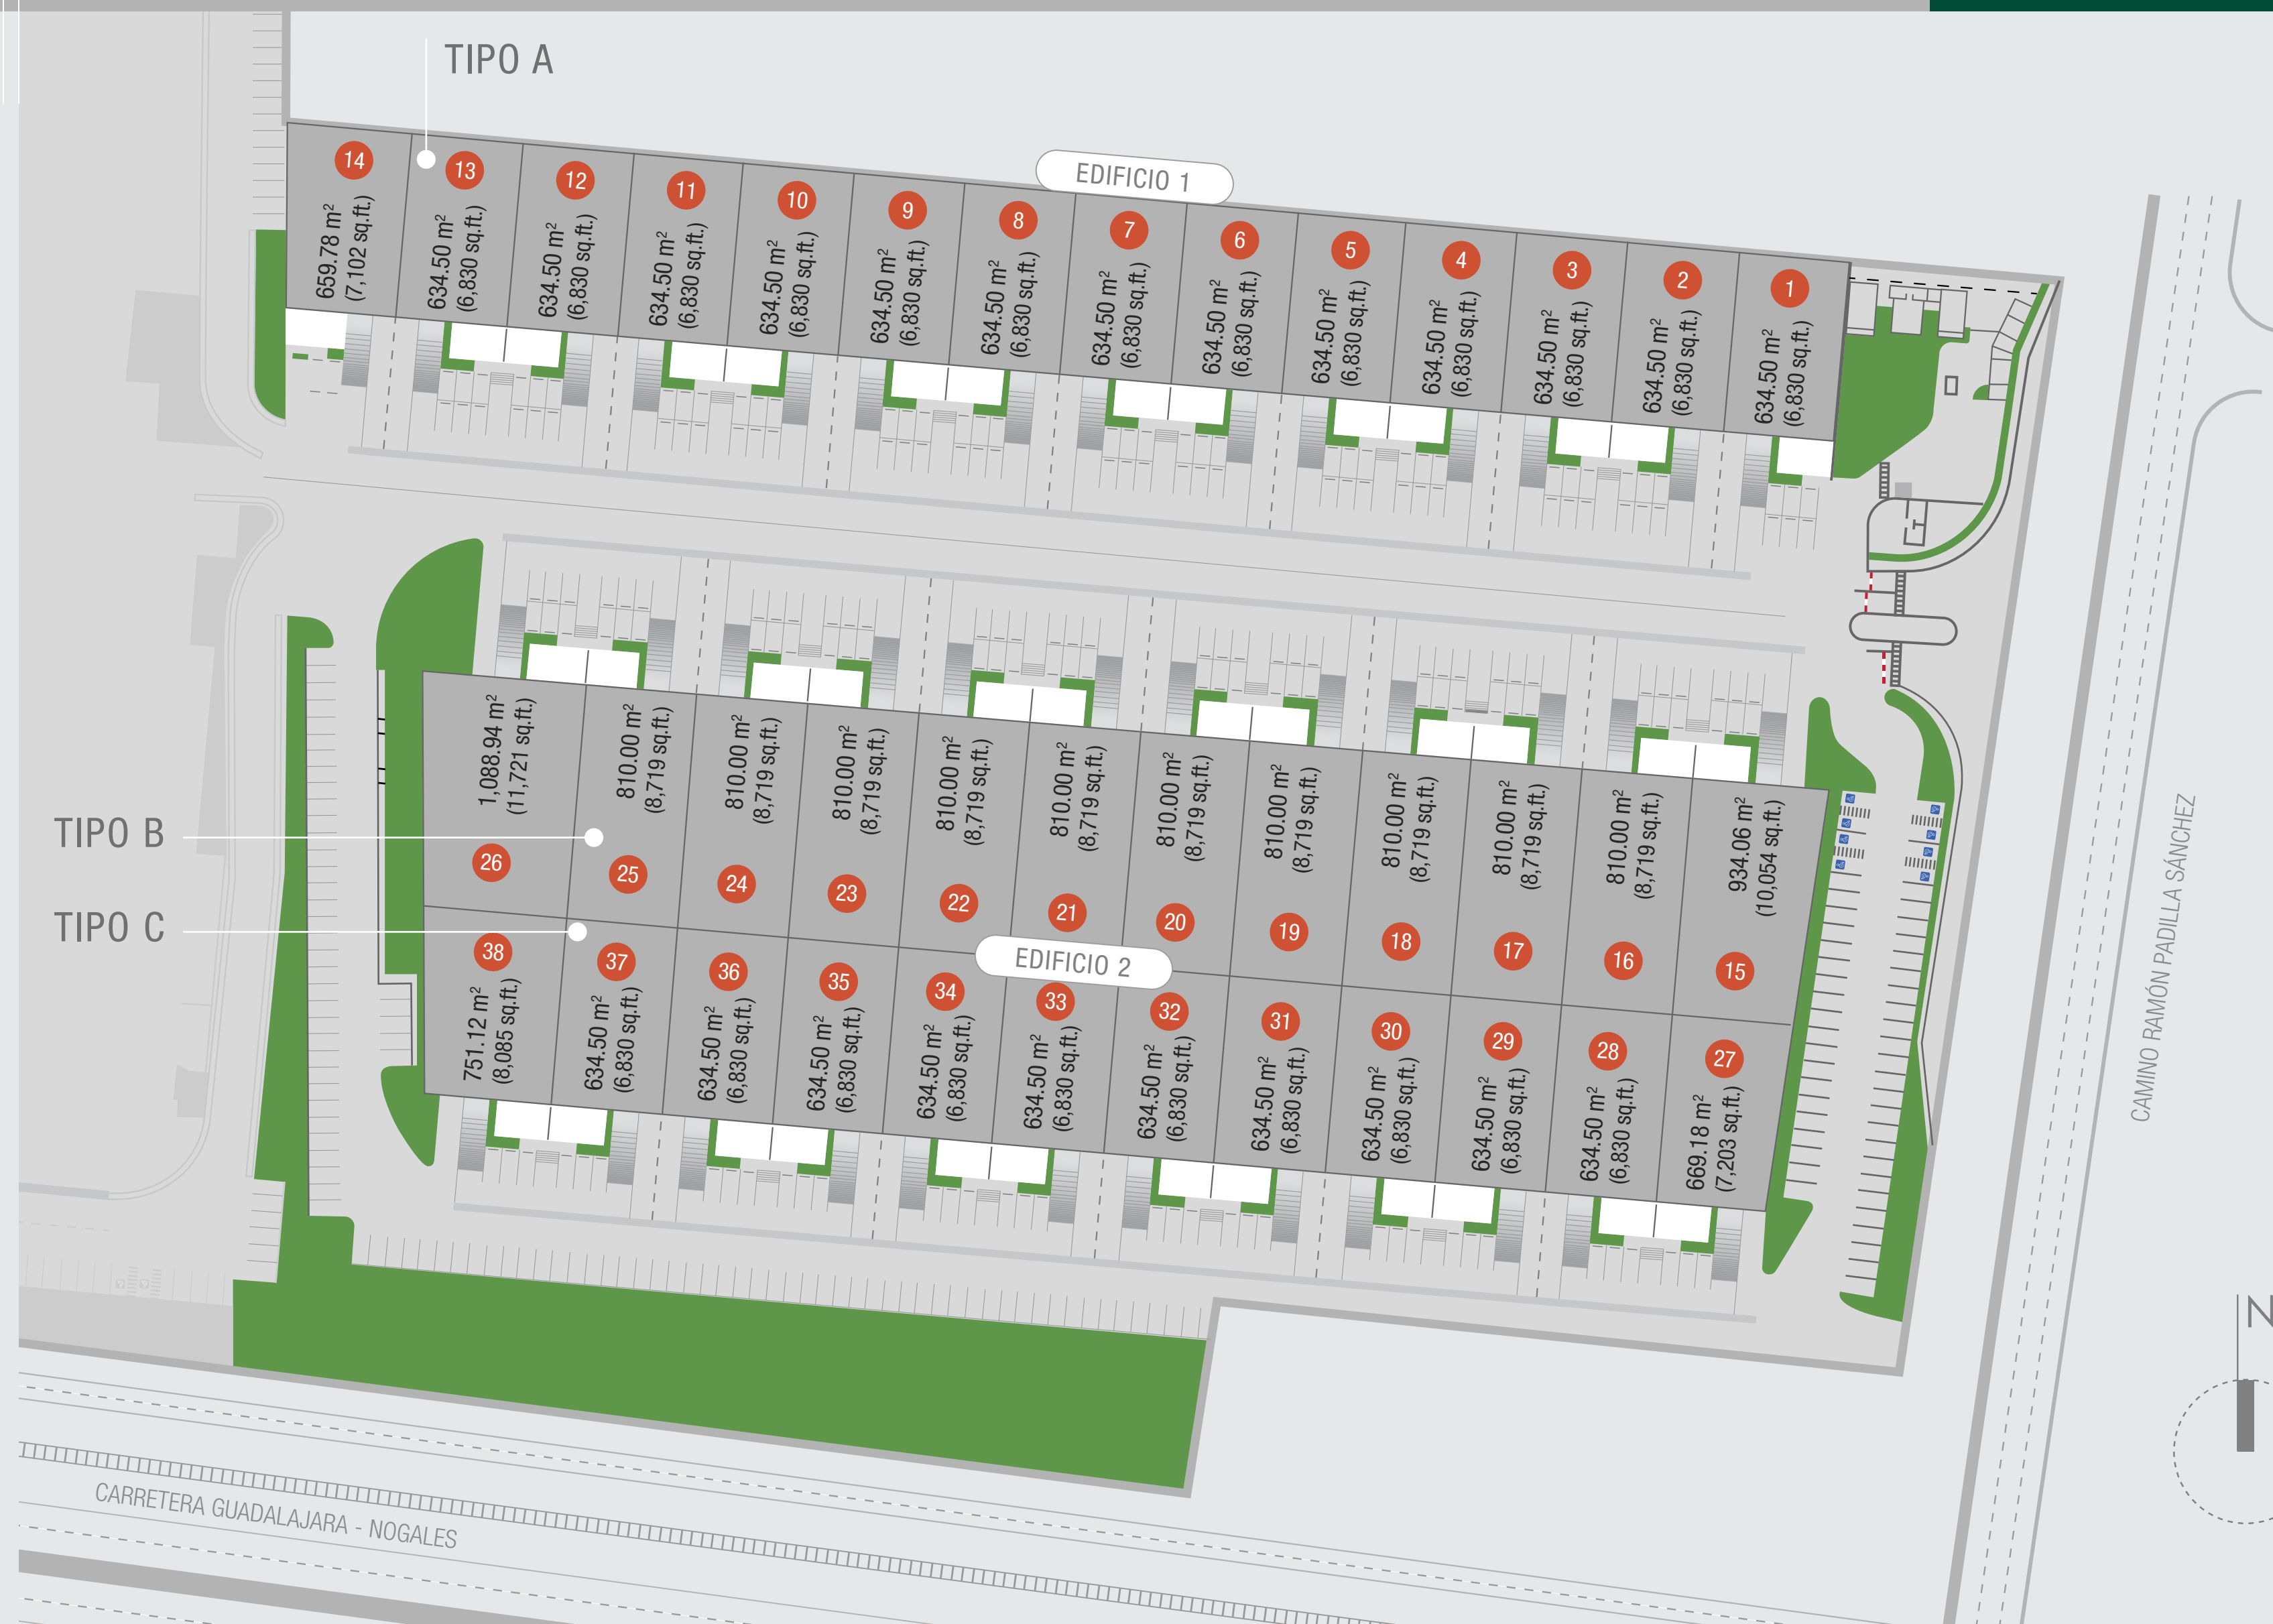 TIPO A
EDIFICIO 1
14
659.78 m²
(7,102 sq.ft.)
13
634.50 m²
(6,830 sq.ft.)
12
634.50 m²
(6,830 sq.ft.)
11
634.50 m²
(6,830 sq.ft.)
10
634.50 m²
(6,830 sq.ft.)
9
634.50 m²
(6,830 sq.ft.)
8
634.50 m²
(6,830 sq.ft.)
7
634.50 m²
(6,830 sq.ft.)
6
634.50 m²
(6,830 sq.ft.)
5
634.50 m²
(6,830 sq.ft.)
4
634.50 m²
(6,830 sq.ft.)
3
634.50 m²
(6,830 sq.ft.)
2
634.50 m²
(6,830 sq.ft.)
1
634.50 m²
(6,830 sq.ft.)
TIPO B
TIPO C
1,088.94 m²
(11,7721 sq.ft.)
26
810.00 m²
(8,719 sq.ft.)
25
810.00 m²
(8,719 sq.ft.)
24
810.00 m²
(8,719 sq.ft.)
23
810.00 m²
(8,719 sq.ft.)
22
810.00 m²
(8,719 sq.ft.)
21
810.00 m²
(8,719 sq.ft.)
20
810.00 m²
(8,719 sq.ft.)
19
810.00 m²
(8,719 sq.ft.)
18
810.00 m²
(8,719 sq.ft.)
17
810.00 m²
(8,719 sq.ft.)
16
934.06 m²
(10,054 sq.ft.)
15
EDIFICIO 2
38
751.12 m²
(8,085 sq.ft.)
37
634.50 m²
(6,830 sq.ft.)
36
634.50 m²
(6,830 sq.ft.)
35
634.50 m²
(6,830 sq.ft.)
34
634.50 m²
(6,830 sq.ft.)
33
634.50 m²
(6,830 sq.ft.)
32
634.50 m²
(6,830 sq.ft.)
31
634.50 m²
(6,830 sq.ft.)
30
634.50 m²
(6,830 sq.ft.)
29
634.50 m²
(6,830 sq.ft.)
28
634.50 m²
(6,830 sq.ft.)
27
669.18 m²
(7,203 sq.ft.)
CAMINO RAMÓN PADILLA SÁNCHEZ
N
CARRETERA GUADALAJARA - NOGALES